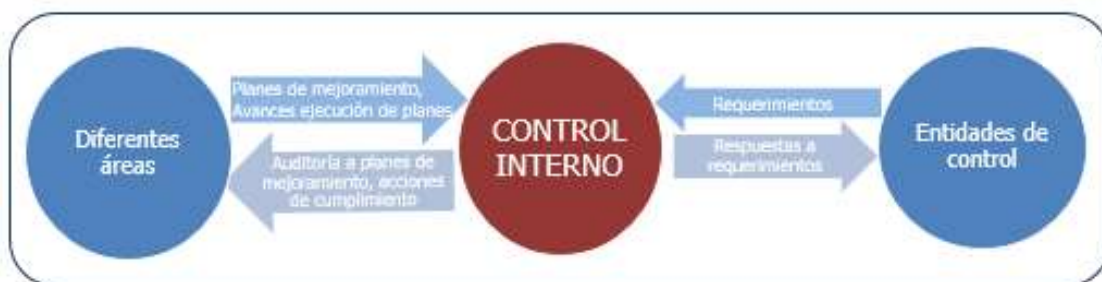 Diferentes
áreas
Planes de mejoramiento,
Avances ejecución de planes
Auditoría a planes de
mejoramiento, acciones
de cumplimiento
CONTROL
INTERNO
Requerimientos
Respuestas a
requerimientos
Entidades de
control